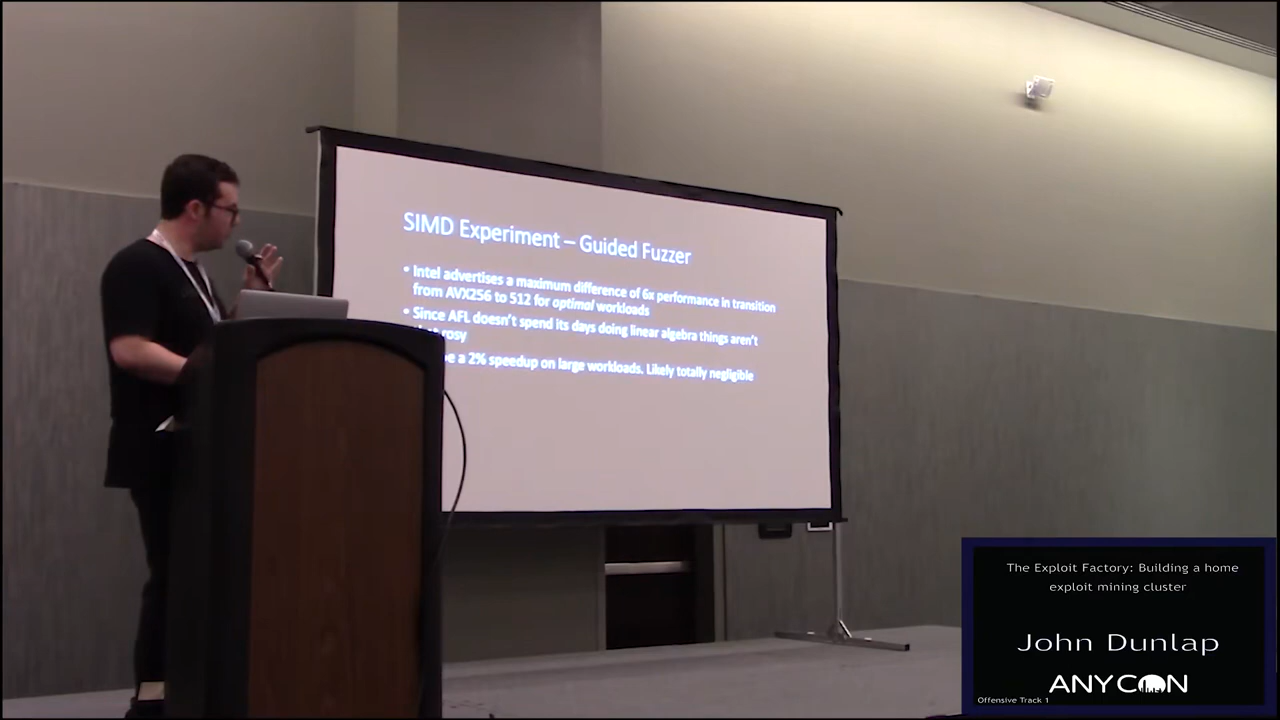 SIMD Experiment – Guided Fuzzer
• Intel advertises a maximum difference of 6x performance in transition
from AVX256 to 512 for optimal workloads
• Since AFL doesn't spend its days doing linear algebra things aren't
rosy
a 2% speedup on large workloads. Likely totally negligible
The Exploit Factory: Building a home
exploit mining cluster
John Dunlap
ANYCON
Offensive Track 1